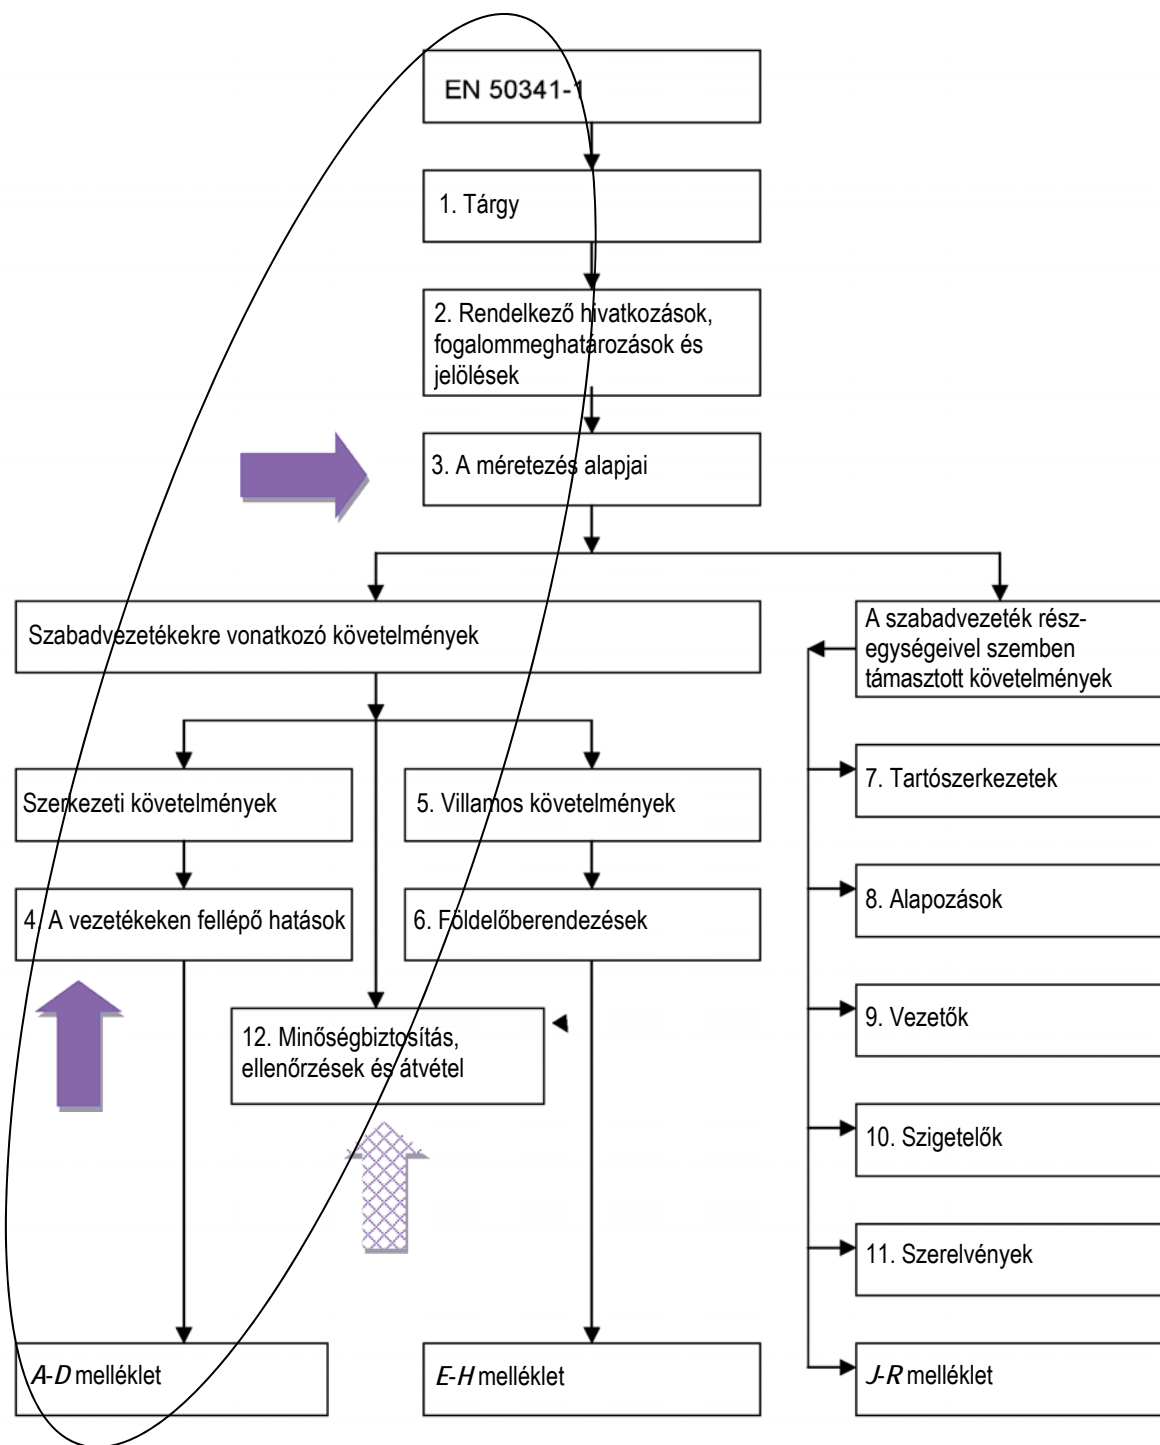 EN 50341-1
1. Tárgy
2. Rendelkező hivatkozások,
fogalommeghatározások és
jelölések
3. A méretezés alapjai
Szabadvezetékekre vonatkozó követelmények
A szabadvezeték rész-
egységeivel szemben
támasztott követelmények
Szerkezeti követelmények
5. Villamos követelmények
7. Tartószerkezetek
4. A vezetékeken fellépő hatások
6. Földelőberendezések
8. Alapozások
12. Minőségbiztosítás,
ellenőrzések és átvétel
9. Vezetők
10. Szigetelők
11. Szerelvények
A-D melléklet
E-H melléklet
J-R melléklet